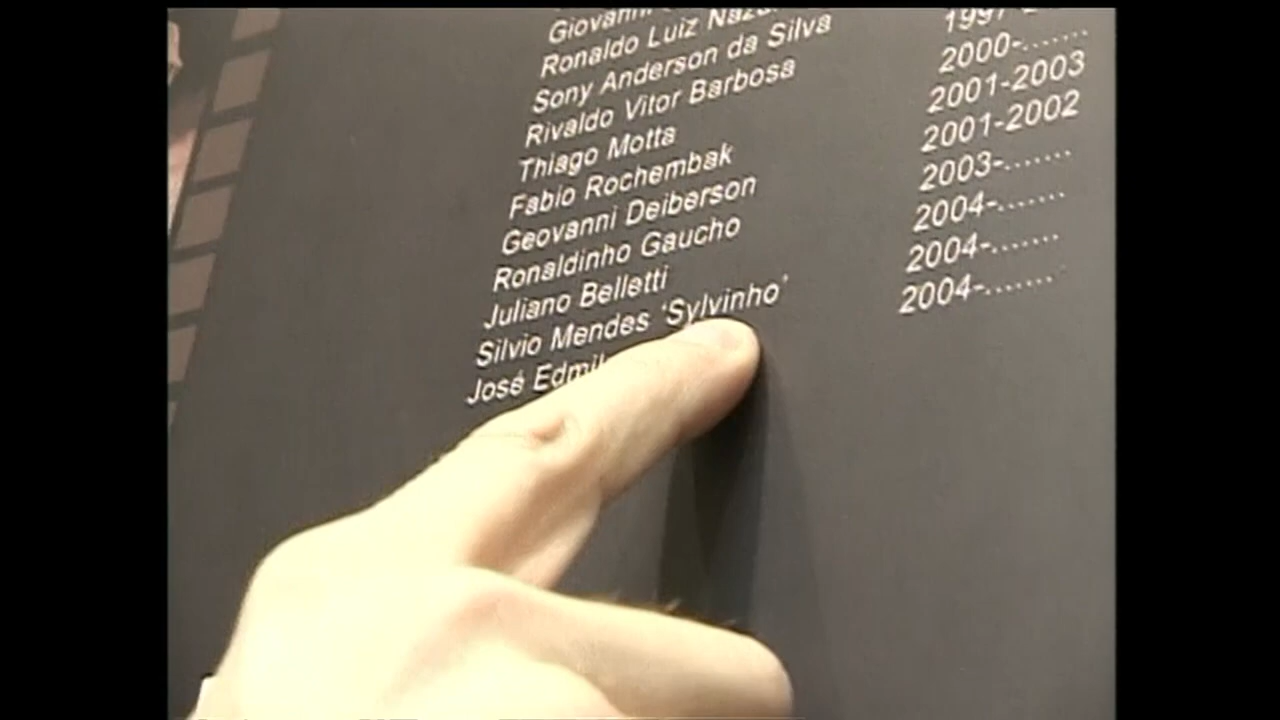 Giovanni
Ronaldo Luiz
Sony Anderson da Silva
Rivaldo Vitor Barbosa
Thiago Motta
Fabio Rochembak
Geovanni Deiberson
Ronaldinho Gaucho
Juliano Belletti
Silvio Mendes ‘Sylvinho’
José
2000-.......
2001-2003
2001-2002
2003-.......
2004-.......
2004-.......
2004-.......